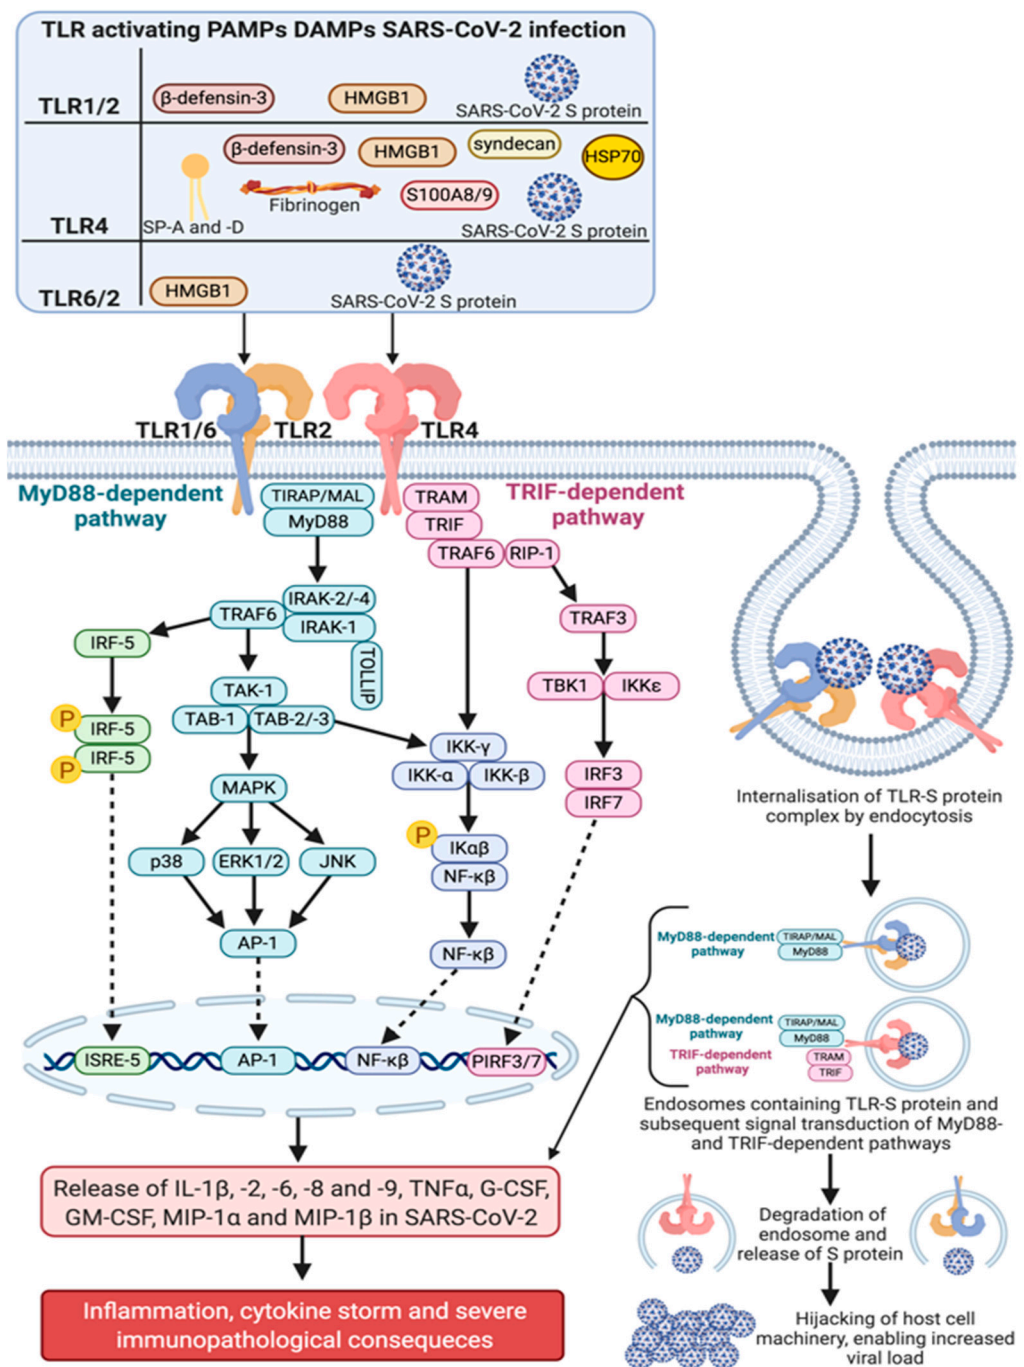 TLR activating PAMPs DAMPs SARS-CoV-2 infection
TLR1/2
β-defensin-3
HMGB1
SARS-CoV-2 S protein
TLR4
β-defensin-3
HMGB1
syndecan
HSP70
SP-A and -D
Fibrinogen
S100A8/9
SARS-CoV-2 S protein
TLR6/2
HMGB1
SARS-CoV-2 S protein
TLR1/6
TLR2
TLR4
MyD88-dependent
pathway
TIRAP/MAL
MyD88
TRAM
TRIF
TRAF6
RIP-1
TRIF-dependent
pathway
IRAK-2/-4
TRAF6
IRAK-1
TOLLIP
IRF-5
TRAF3
TAK-1
TAB-1
TAB-2/-3
TBK1
IKKε
P
IRF-5
P
IRF-5
IKK-γ
IKK-α
IKK-β
MAPK
IRF3
IRF7
p38
ERK1/2
JNK
P
IKαβ
NF-κβ
AP-1
NF-κβ
ISRE-5
AP-1
NF-κβ
PIRF3/7
Release of IL-1β, -2, -6, -8 and -9, TNFα, G-CSF,
GM-CSF, MIP-1α and MIP-1β in SARS-CoV-2
Inflammation, cytokine storm and severe
immunopathological consequeces
Internalisation of TLR-S protein
complex by endocytosis
MyD88-dependent
pathway
TIRAP/MAL
MyD88
MyD88-dependent
pathway
TRIF-dependent
pathway
TIRAP/MAL
MyD88
TRAM
TRIF
Endosomes containing TLR-S protein and
subsequent signal transduction of MyD88-
and TRIF-dependent pathways
Degradation of
endosome and
release of S protein
Hijacking of host cell
machinery, enabling increased
viral load